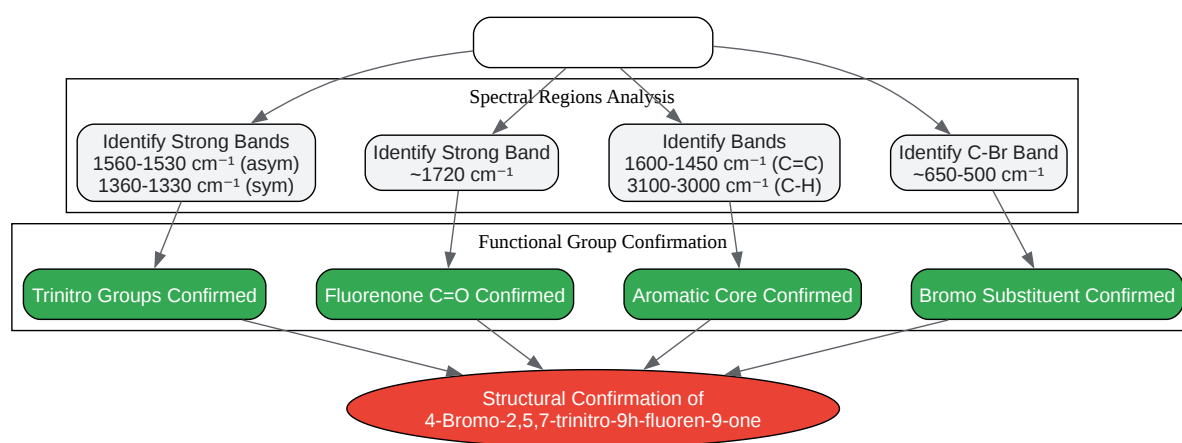 Spectral Regions Analysis
Identify Strong Bands
1560-1530 cm⁻¹ (asym)
1360-1330 cm⁻¹ (sym)
Identify Strong Band
~1720 cm⁻¹
Identify Bands
1600-1450 cm⁻¹ (C=C)
3100-3000 cm⁻¹ (C-H)
Identify C-Br Band
~650-500 cm⁻¹
Functional Group Confirmation
Trinitro Groups Confirmed
Fluorenone C=O Confirmed
Aromatic Core Confirmed
Bromo Substituent Confirmed
Structural Confirmation of
4-Bromo-2,5,7-trinitro-9h-fluoren-9-one